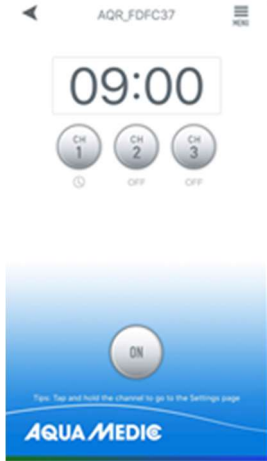 AQR_FDFC37
MENU
09:00
CH 1
CH 2
CH 3
OFF
OFF
ON
Tips: Tap and hold the channel to go to the Settings page
AQUA MEDIC